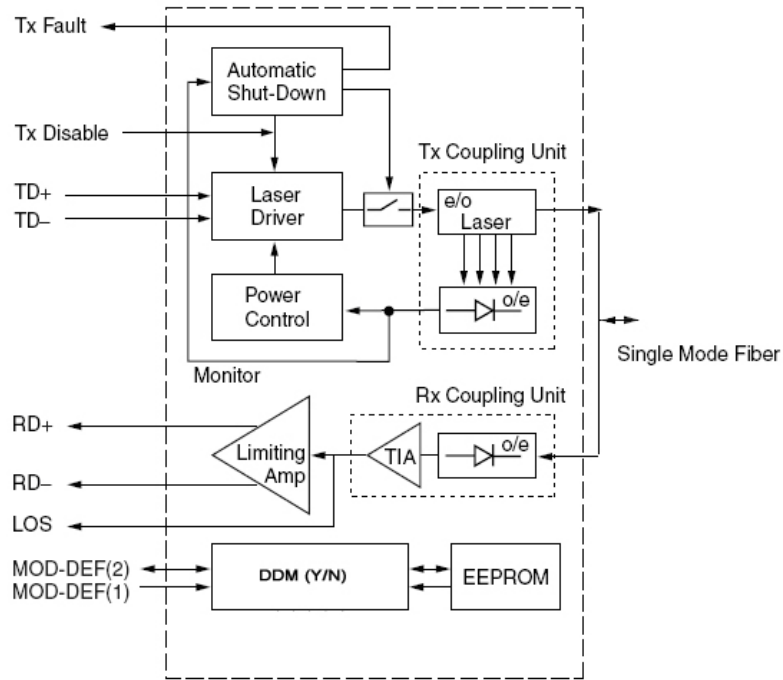 Tx Fault
Automatic
Shut-Down
Tx Disable
Tx Coupling Unit
TD+
TD–
Laser
Driver
e/o
Laser
Power
Control
o/e
Single Mode Fiber
Monitor
Rx Coupling Unit
RD+
RD–
Limiting
Amp
TIA
o/e
LOS
MOD-DEF(2)
MOD-DEF(1)
DDM (Y/N)
EEPROM